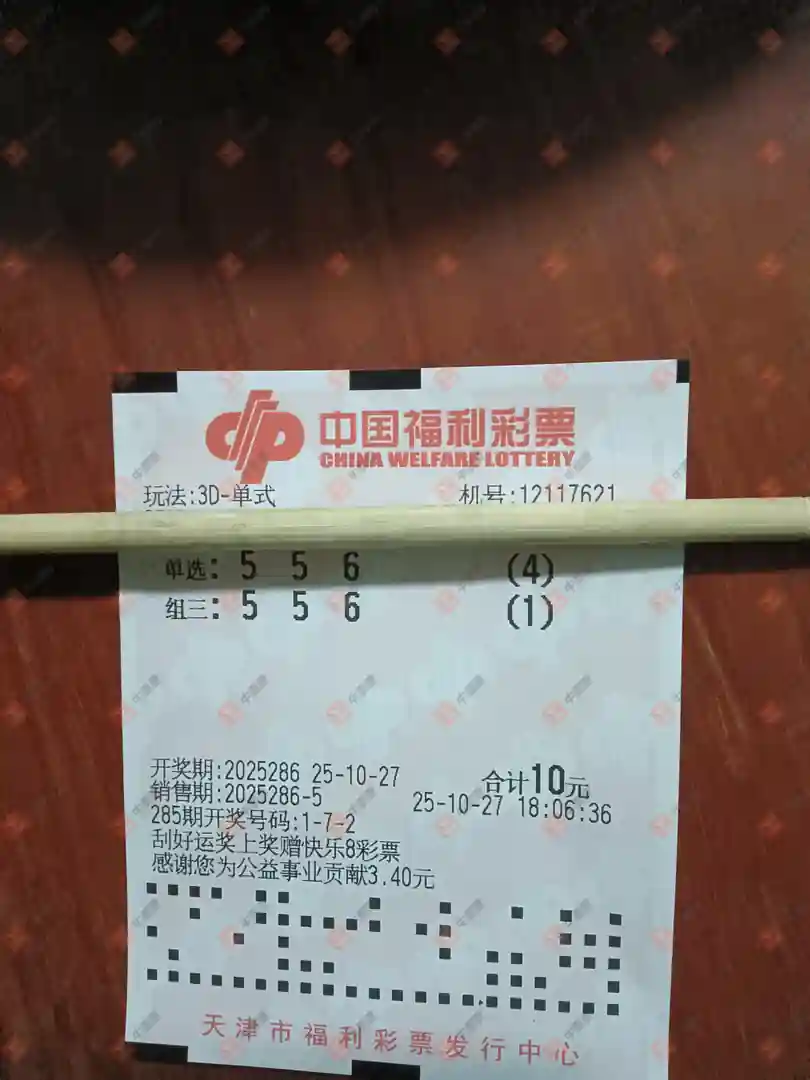 中国福利彩票
CHINA WELFARE LOTTERY
玩法:3D-单式 机号:12117621
单选: 5 5 6 (4)
组三: 5 5 6 (1)
开奖期:2025286 25-10-27 合计10元
销售期:2025286-5 25-10-27 18:06:36
285期开奖号码:1-7-2
刮好运奖上奖赠快乐8彩票
感谢您为公益事业贡献3.40元
天津市福利彩票发行中心